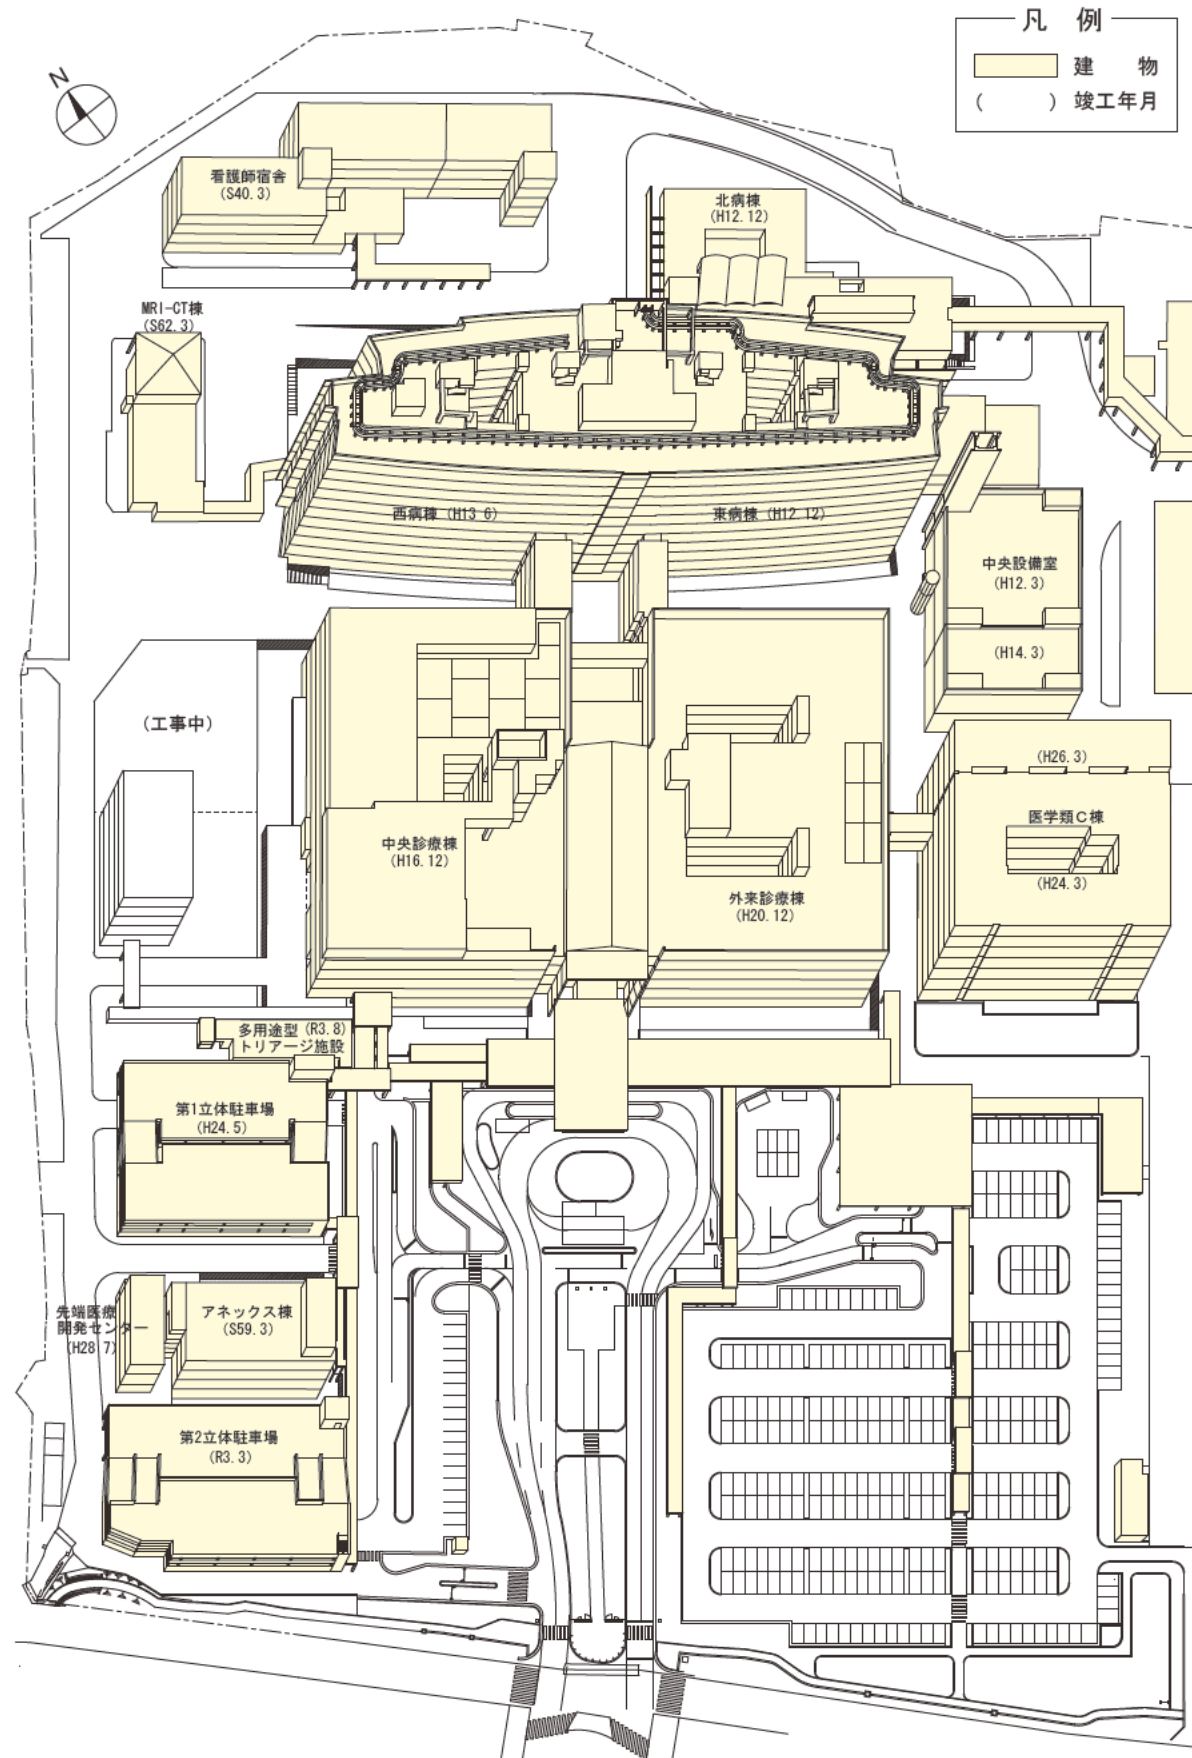 凡 例
建 物
( ) 竣工年月
N
看護師宿舎
(S40.3)
北病棟
(H12.12)
MRI-CT棟
(S62.3)
西病棟 (H13 6)
東病棟 (H12.12)
中央設備室
(H12.3)
(H14.3)
(工事中)
(H26.3)
医学類C棟
(H24.3)
中央診療棟
(H16.12)
外来診療棟
(H20.12)
多用途型 (R3.8)
トリアージ施設
第1立体駐車場
(H24.5)
先端医療
開発センター
(H28 7)
アネックス棟
(S59.3)
第2立体駐車場
(R3.3)